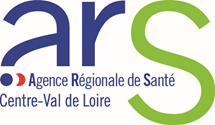 ars
Agence Régionale de Santé
Centre-Val de Loire